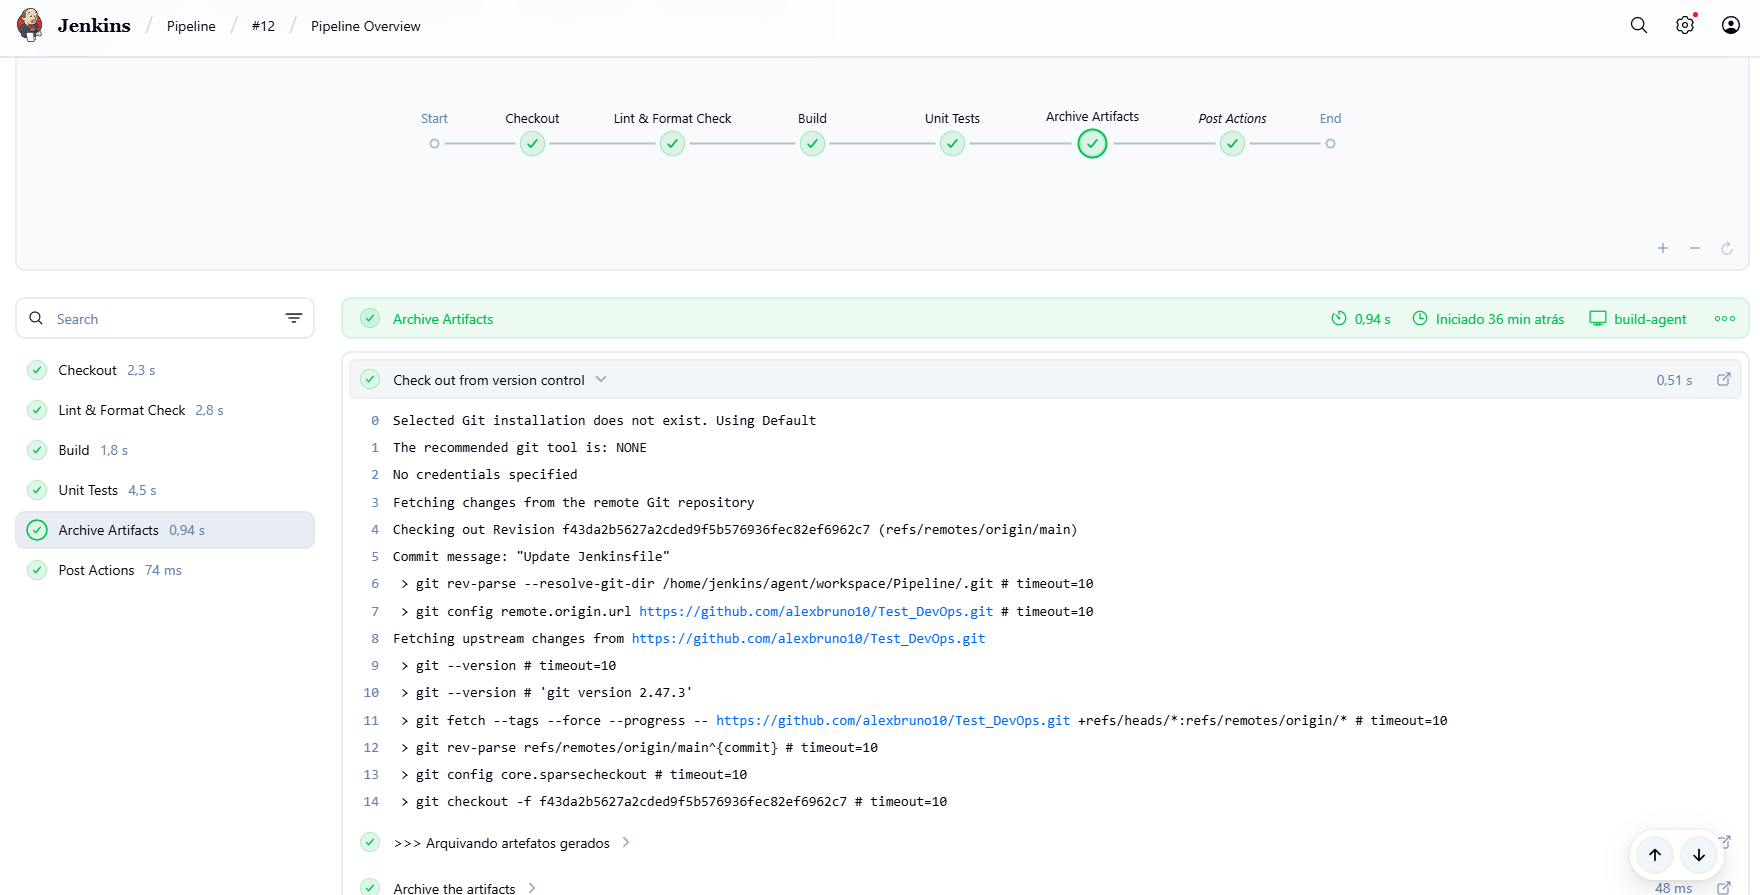 Jenkins / Pipeline / #12 / Pipeline Overview
Start Checkout Lint & Format Check Build Unit Tests Archive Artifacts Post Actions End
Search
Checkout 2,3 s
Lint & Format Check 2,8 s
Build 1,8 s
Unit Tests 4,5 s
Archive Artifacts 0,94 s
Post Actions 74 ms
Archive Artifacts 0,94 s Iniciado 36 min atrás build-agent
Check out from version control 0,51 s
0 Selected Git installation does not exist. Using Default
1 The recommended git tool is: NONE
2 No credentials specified
3 Fetching changes from the remote Git repository
4 Checking out Revision f43da2b5627a2cded9f5b576936fec82ef6962c7 (refs/remotes/origin/main)
5 Commit message: "Update Jenkinsfile"
6 > git rev-parse --resolve-git-dir /home/jenkins/agent/workspace/Pipeline/.git # timeout=10
7 > git config remote.origin.url https://github.com/alexbruno10/Test_DevOps.git # timeout=10
8 Fetching upstream changes from https://github.com/alexbruno10/Test_DevOps.git
9 > git --version # timeout=10
10 > git --version # 'git version 2.47.3'
11 > git fetch --tags --force --progress -- https://github.com/alexbruno10/Test_DevOps.git +refs/heads/*:refs/remotes/origin/* # timeout=10
12 > git rev-parse refs/remotes/origin/main^{commit} # timeout=10
13 > git config core.sparsecheckout # timeout=10
14 > git checkout -f f43da2b5627a2cded9f5b576936fec82ef6962c7 # timeout=10
>>> Arquivando artefatos gerados
Archive the artifacts 48 ms